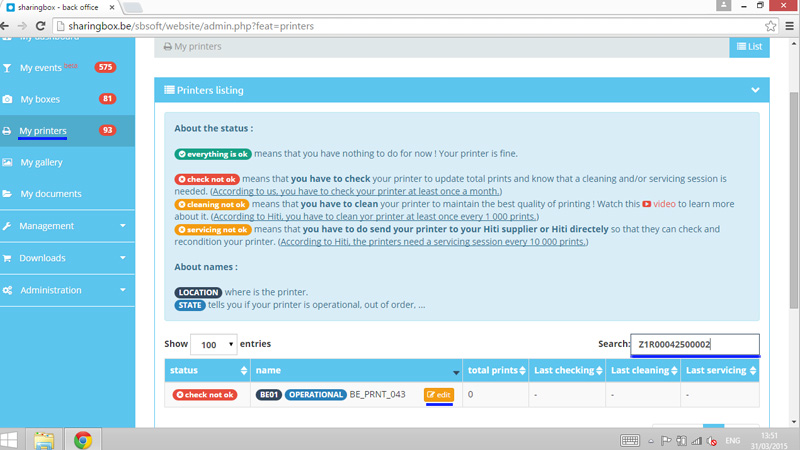 sharingbox - back office
sharingbox.be/sbsoft/website/admin.php?feat=printers
My dashboard
My events beta 575
My boxes 81
My printers 93
My gallery
My documents
Management
Downloads
Administration
My printers
List
Printers listing
About the status :
everything is ok means that you have nothing to do for now ! Your printer is fine.
check not ok means that you have to check your printer to update total prints and know that a cleaning and/or servicing session is
needed. (According to us, you have to check your printer at least once a month.)
cleaning not ok means that you have to clean your printer to maintain the best quality of printing ! Watch this video to learn more
about it. (According to Hiti, you have to clean yor printer at least once every 1 000 prints.)
servicing not ok means that you have to do send your printer to your Hiti supplier or Hiti directely so that they can check and
recondition your printer. (According to Hiti, the printers need a servicing session every 10 000 prints.)
About names :
LOCATION where is the printer.
STATE tells you if your printer is operational, out of order, ...
Show 100 entries
Search: Z1R00042500002
status name total prints Last checking Last cleaning Last servicing
check not ok BE01 OPERATIONAL BE_PRNT_043 edit 0 - - -
ENG
13:51
31/03/2015